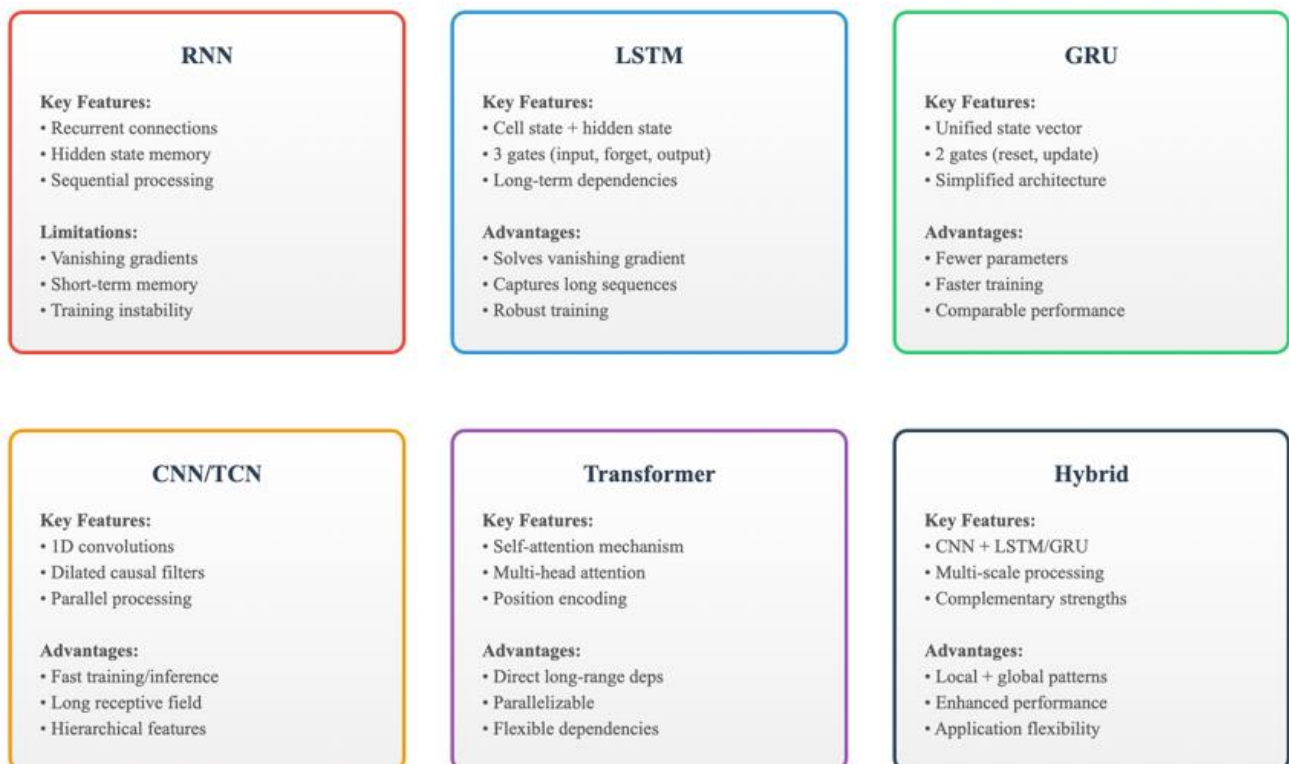 RNN
Key Features:
• Recurrent connections
• Hidden state memory
• Sequential processing
Limitations:
• Vanishing gradients
• Short-term memory
• Training instability
LSTM
Key Features:
• Cell state + hidden state
• 3 gates (input, forget, output)
• Long-term dependencies
Advantages:
• Solves vanishing gradient
• Captures long sequences
• Robust training
GRU
Key Features:
• Unified state vector
• 2 gates (reset, update)
• Simplified architecture
Advantages:
• Fewer parameters
• Faster training
• Comparable performance
CNN/TCN
Key Features:
• 1D convolutions
• Dilated causal filters
• Parallel processing
Advantages:
• Fast training/inference
• Long receptive field
• Hierarchical features
Transformer
Key Features:
• Self-attention mechanism
• Multi-head attention
• Position encoding
Advantages:
• Direct long-range deps
• Parallelizable
• Flexible dependencies
Hybrid
Key Features:
• CNN + LSTM/GRU
• Multi-scale processing
• Complementary strengths
Advantages:
• Local + global patterns
• Enhanced performance
• Application flexibility